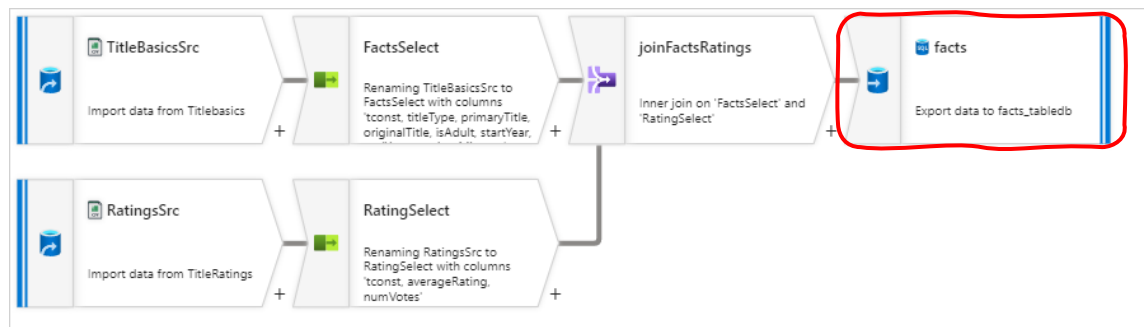 TitleBasicsSrc
Import data from Titlebasics
+
FactsSelect
Renaming TitleBasicsSrc to
FactsSelect with columns
'tconst, titleType, primaryTitle,
originalTitle, isAdult, startYear,
+
joinFactsRatings
Inner join on 'FactsSelect' and
'RatingSelect'
+
SQL
facts
Export data to facts_tabledb
RatingsSrc
Import data from TitleRatings
+
RatingSelect
Renaming RatingsSrc to
RatingSelect with columns
'tconst, averageRating,
numVotes'
+